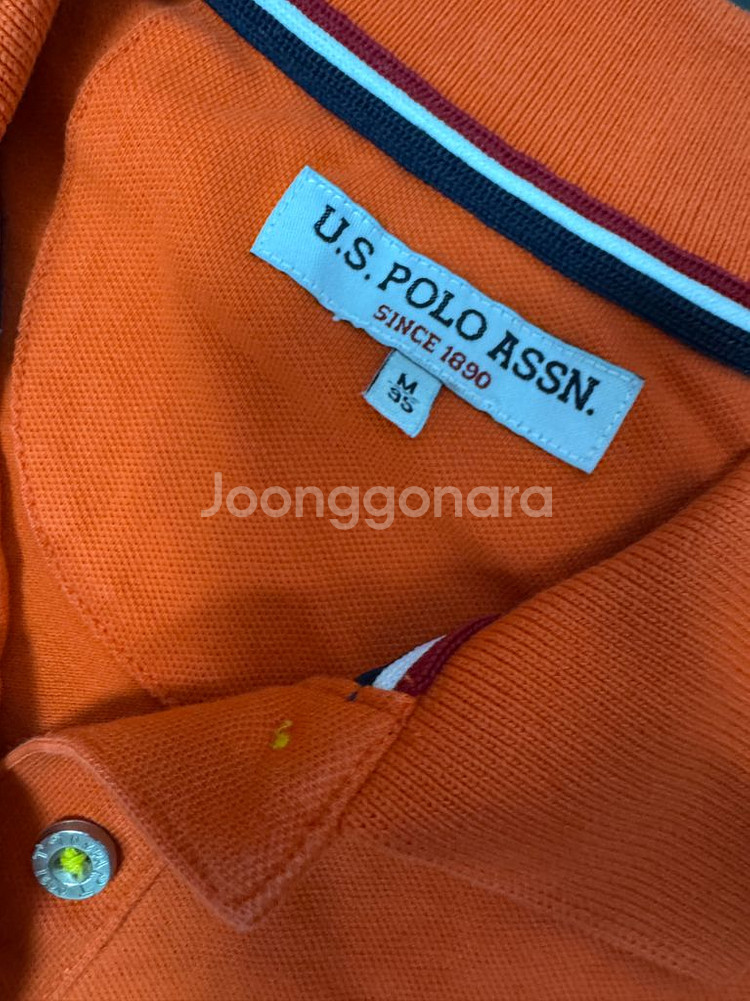 U.S. POLO ASSN.
SINCE 1890
M
95
Joonggonara